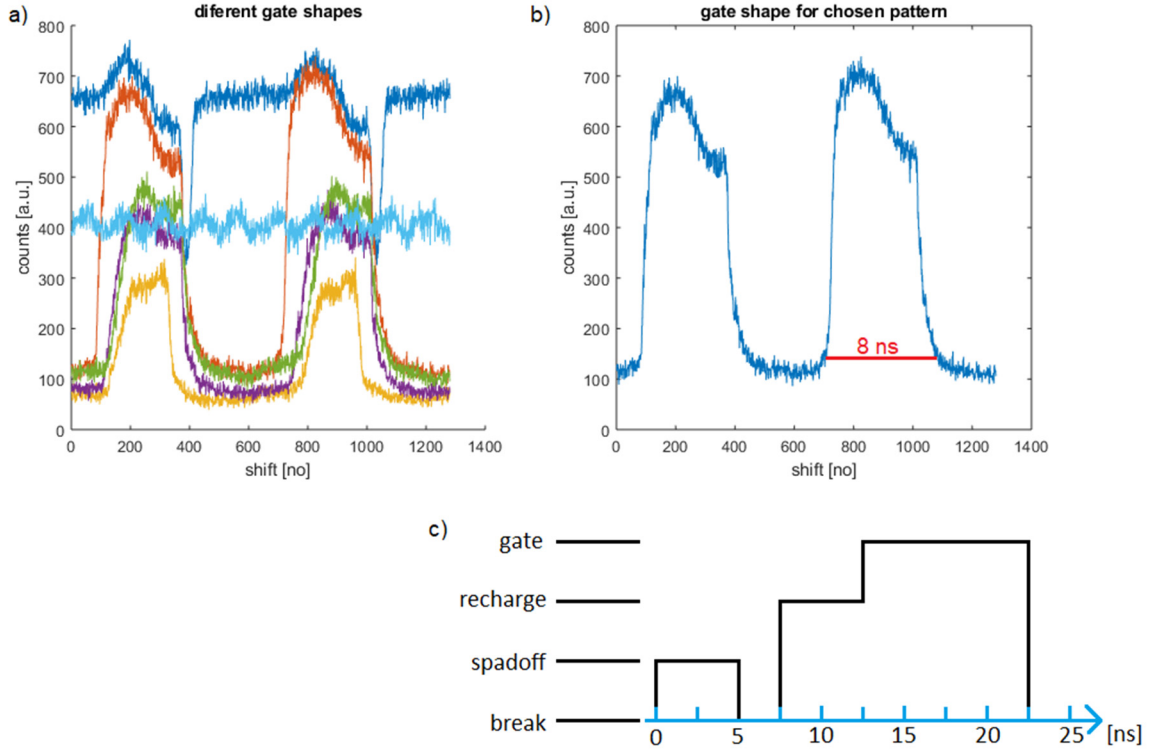 a)
diferent gate shapes
800
700
600
500
400
300
200
100
0
counts [a.u.]
0 200 400 600 800 1000 1200 1400
shift [no]
b)
gate shape for chosen pattern
800
700
600
500
400
300
200
100
0
counts [a.u.]
8 ns
0 200 400 600 800 1000 1200 1400
shift [no]
c)
gate
recharge
spadoff
break
0 5 10 15 20 25 [ns]